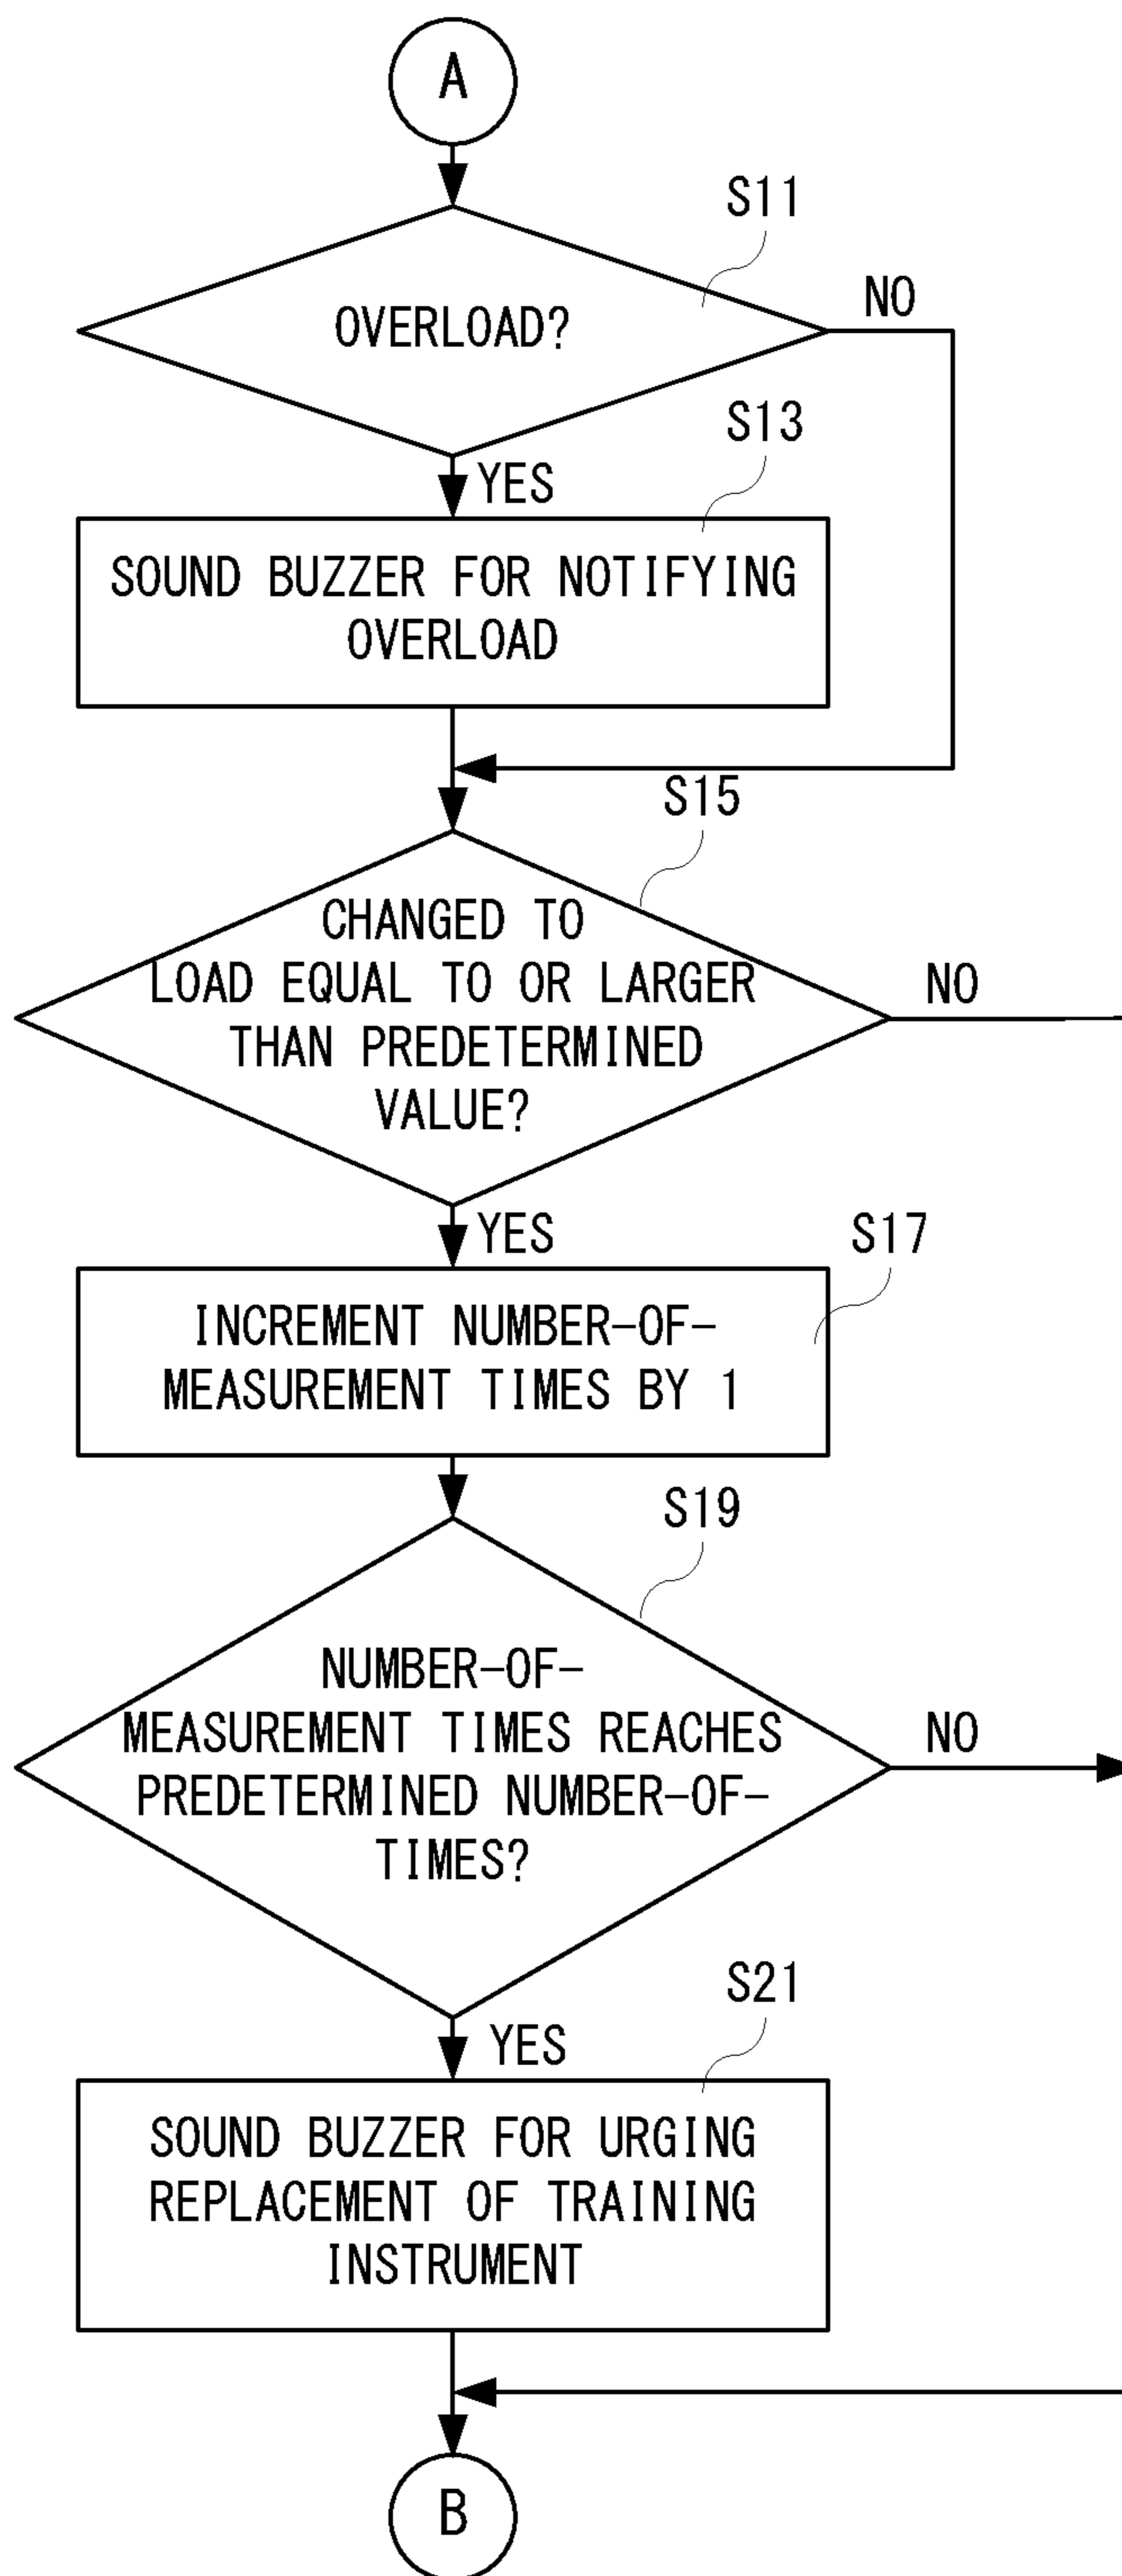 A
S11
OVERLOAD?
NO
S13
YES
SOUND BUZZER FOR NOTIFYING
OVERLOAD
S15
CHANGED TO
LOAD EQUAL TO OR LARGER
THAN PREDETERMINED
VALUE?
NO
YES
S17
INCREMENT NUMBER-OF-
MEASUREMENT TIMES BY 1
S19
NUMBER-OF-
MEASUREMENT TIMES REACHES
PREDETERMINED NUMBER-OF-
TIMES?
NO
S21
YES
SOUND BUZZER FOR URGING
REPLACEMENT OF TRAINING
INSTRUMENT
B